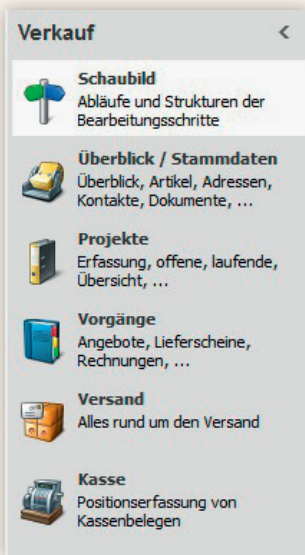 Verkauf
Schaubild
Abläufe und Strukturen der
Bearbeitungsschritte
Überblick / Stammdaten
Überblick, Artikel, Adressen,
Kontakte, Dokumente, ...
Projekte
Erfassung, offene, laufende,
Übersicht, ...
Vorgänge
Angebote, Lieferscheine,
Rechnungen, ...
Versand
Alles rund um den Versand
Kasse
Positionserfassung von
Kassenbelegen